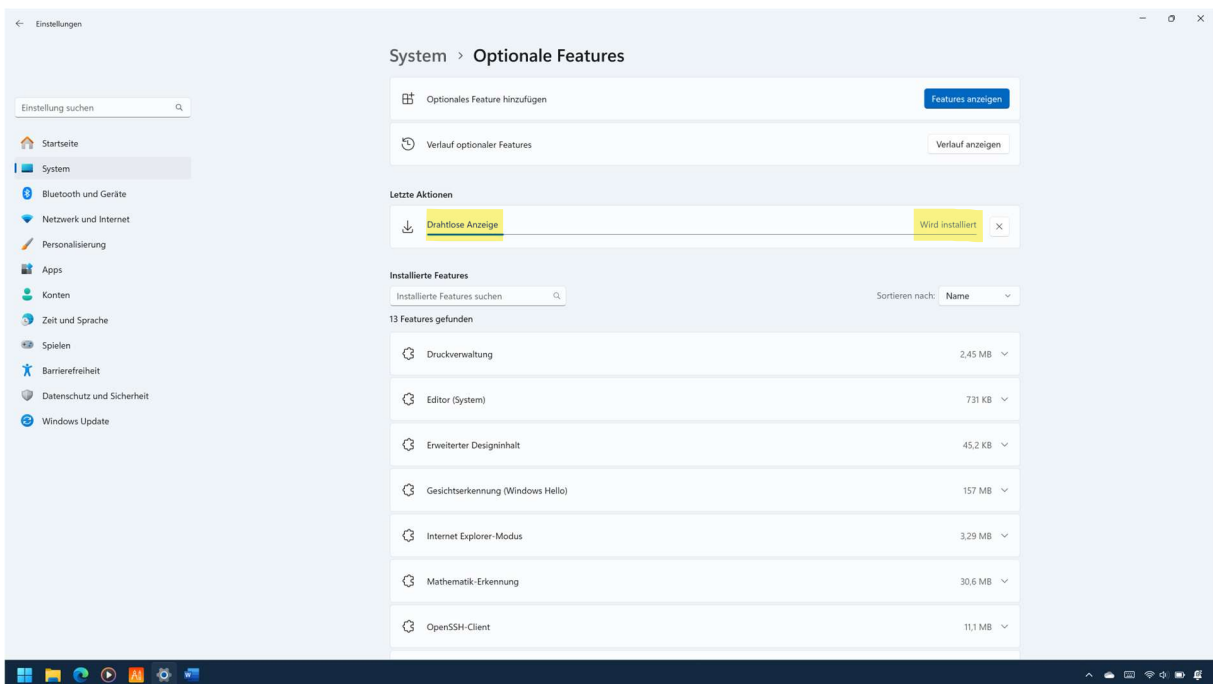 Einstellungen
System > Optionale Features
Einstellung suchen
Startseite
System
Bluetooth und Geräte
Netzwerk und Internet
Personalisierung
Apps
Konten
Zeit und Sprache
Spielen
Barrierefreiheit
Datenschutz und Sicherheit
Windows Update
Optionales Feature hinzufügen Features anzeigen
Verlauf optionaler Features Verlauf anzeigen
Letzte Aktionen
Drahtlose Anzeige Wird installiert
Installierte Features
Installierte Features suchen Sortieren nach: Name
13 Features gefunden
Druckverwaltung 2,45 MB
Editor (System) 731 KB
Erweiterter Designinhalt 45,2 KB
Gesichtserkennung (Windows Hello) 157 MB
Internet Explorer-Modus 3,29 MB
Mathematik-Erkennung 30,6 MB
OpenSSH-Client 11,1 MB